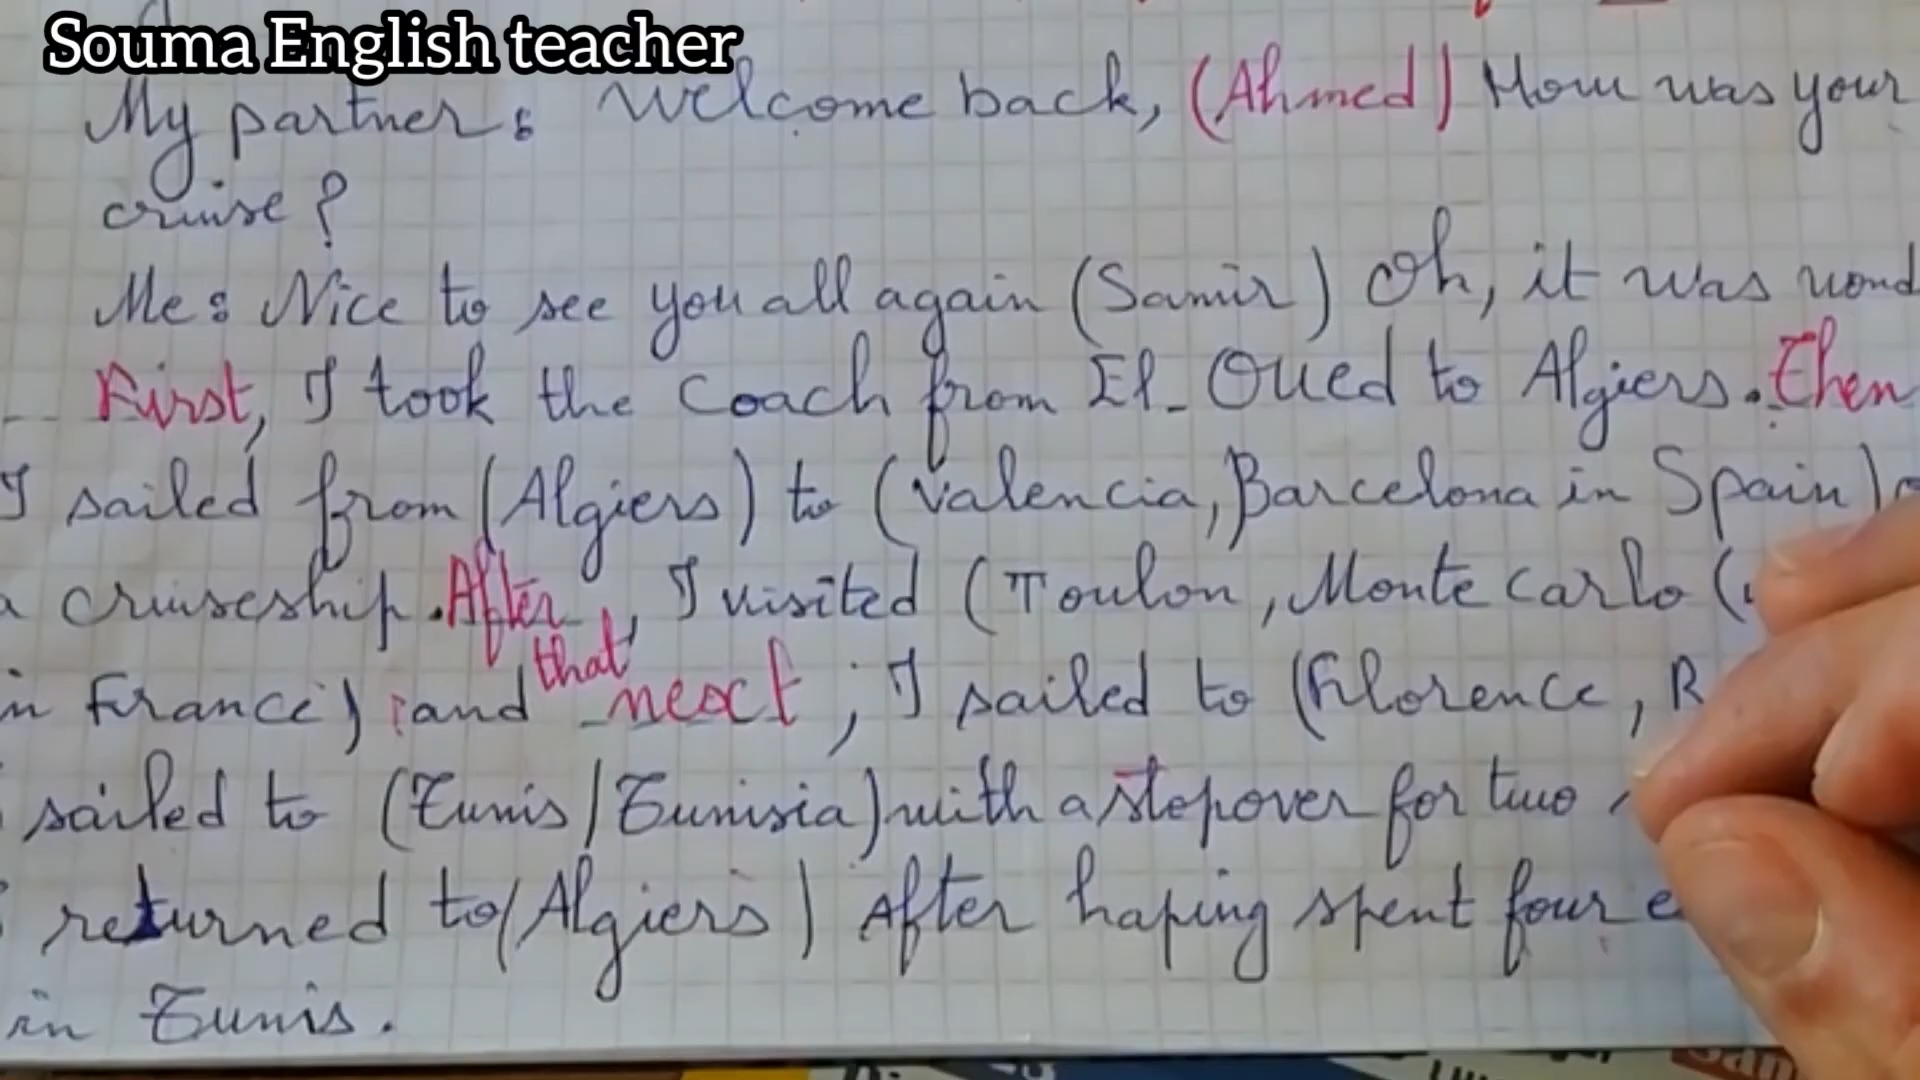 Souma English teacher
My partner: Welcome back, (Ahmed) How was your
cruise?
Me: Nice to see you all again (Samir) Oh, it was wond
First, I took the coach from El-Oued to Algiers. Then
I sailed from (Algiers) to (Valencia, Barcelona in Spain)
a cruiseship. After that, I visited (Toulon, Monte Carlo (
in France) and next, I sailed to (Florence, R
sailed to (Tunis/Tunisia) with a stopover for two
returned to (Algiers) After having spent four e
in Tunis.